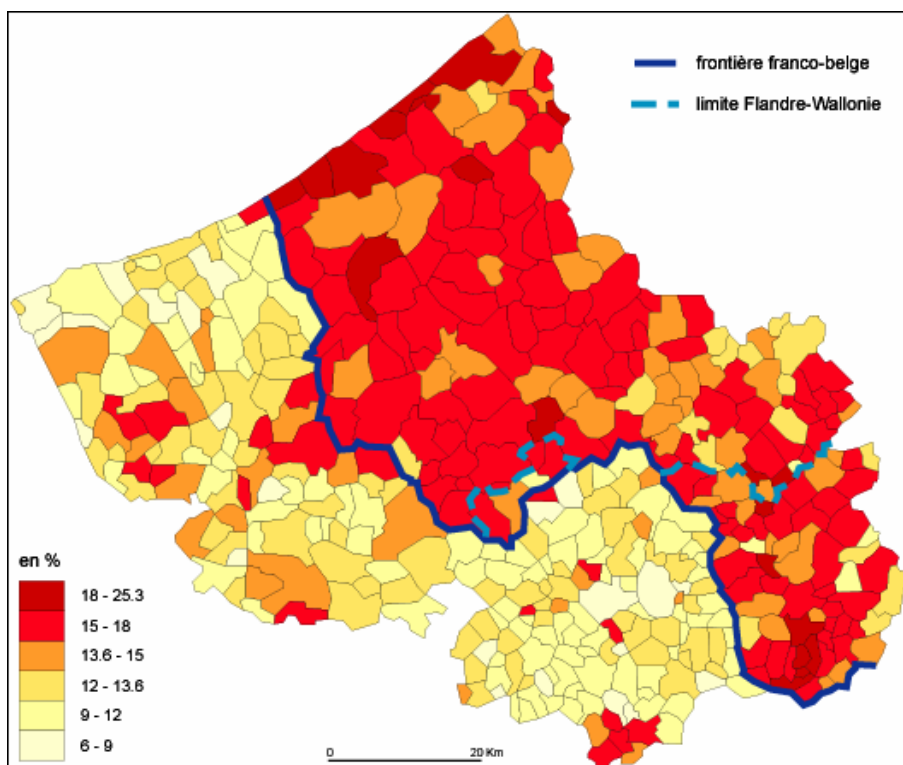 frontière franco-belge
limite Flandre-Wallonie
en %
18 - 25.3
15 - 18
13.6 - 15
12 - 13.6
9 - 12
6 - 9
0 20 Km